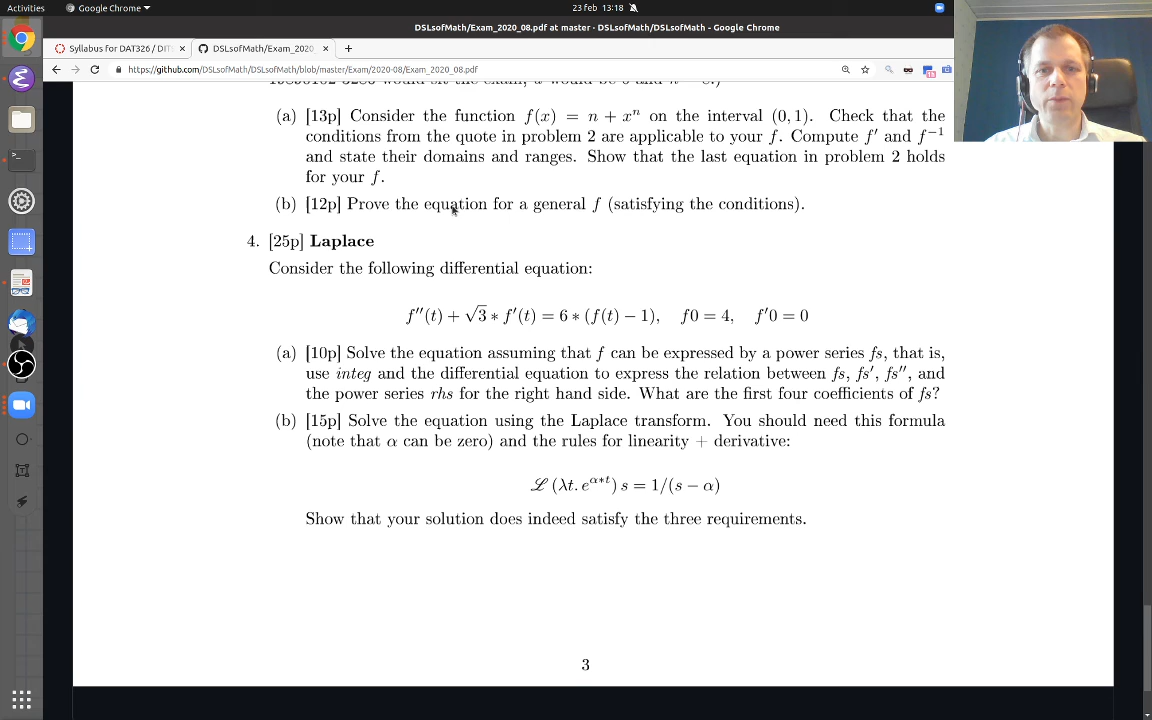 Activities
Google Chrome
23 feb 13:18
DSLsofMath/Exam_2020_08.pdf at master · DSLsofMath/DSLsofMath - Google Chrome
Syllabus for DAT326 / DIT
DSLsofMath/Exam_2020
https://github.com/DSLsofMath/DSLsofMath/blob/master/Exam/2020-08/Exam_2020_08.pdf
(a) [13p] Consider the function f(x) = n + xⁿ on the interval (0, 1). Check that the
conditions from the quote in problem 2 are applicable to your f. Compute f′ and f⁻¹
and state their domains and ranges. Show that the last equation in problem 2 holds
for your f.
(b) [12p] Prove the equation for a general f (satisfying the conditions).
4. [25p] Laplace
Consider the following differential equation:
f″(t) + √3 ∗ f′(t) = 6 ∗ (f(t) − 1), f0 = 4, f′0 = 0
(a) [10p] Solve the equation assuming that f can be expressed by a power series fs, that is,
use integ and the differential equation to express the relation between fs, fs′, fs″, and
the power series rhs for the right hand side. What are the first four coefficients of fs?
(b) [15p] Solve the equation using the Laplace transform. You should need this formula
(note that α can be zero) and the rules for linearity + derivative:
ℒ (λt. e^{α∗t}) s = 1/(s − α)
Show that your solution does indeed satisfy the three requirements.
3